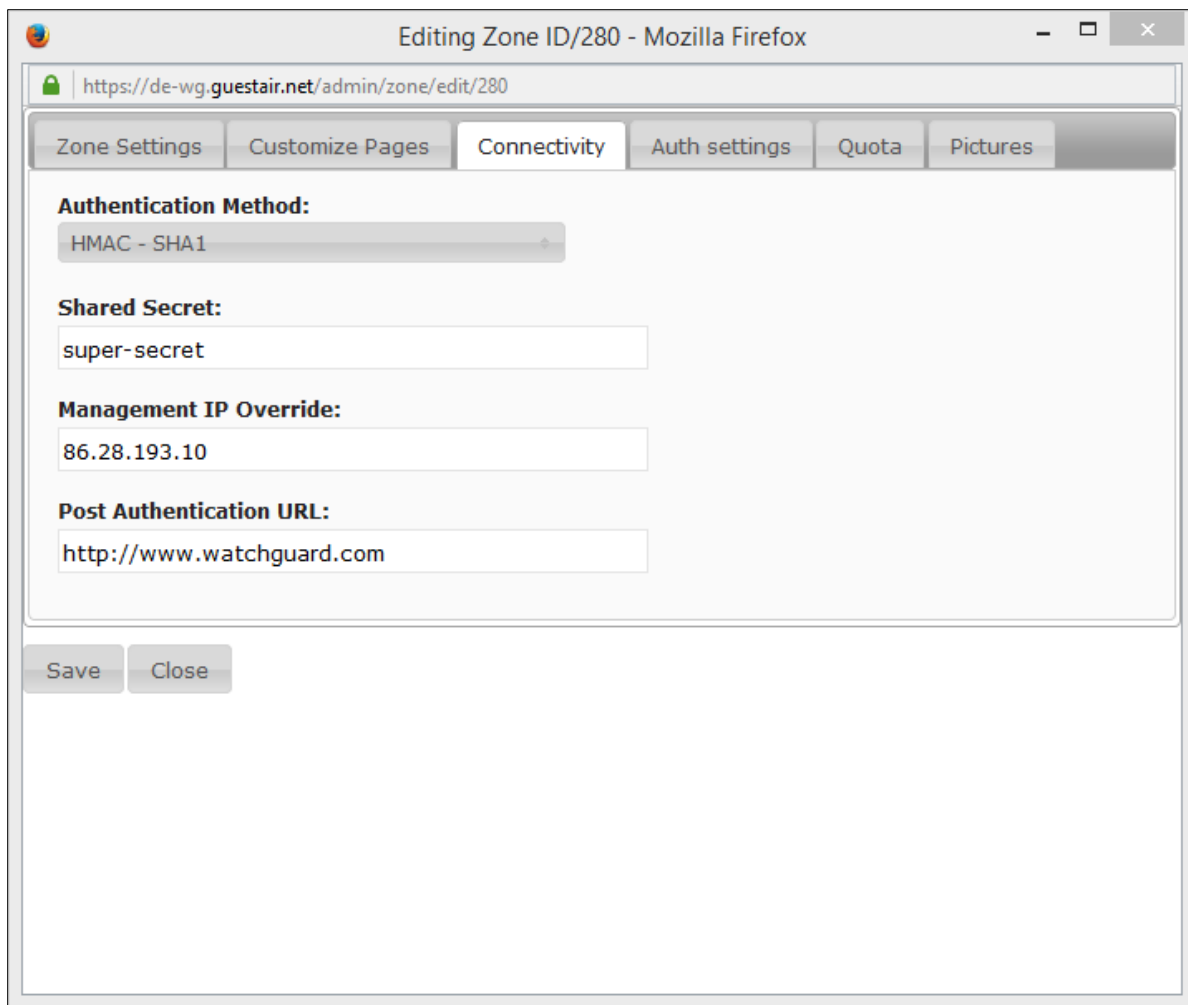 Editing Zone ID/280 - Mozilla Firefox
https://de-wg.guestair.net/admin/zone/edit/280
Zone Settings Customize Pages Connectivity Auth settings Quota Pictures
Authentication Method:
HMAC - SHA1
Shared Secret:
super-secret
Management IP Override:
86.28.193.10
Post Authentication URL:
http://www.watchguard.com
Save Close